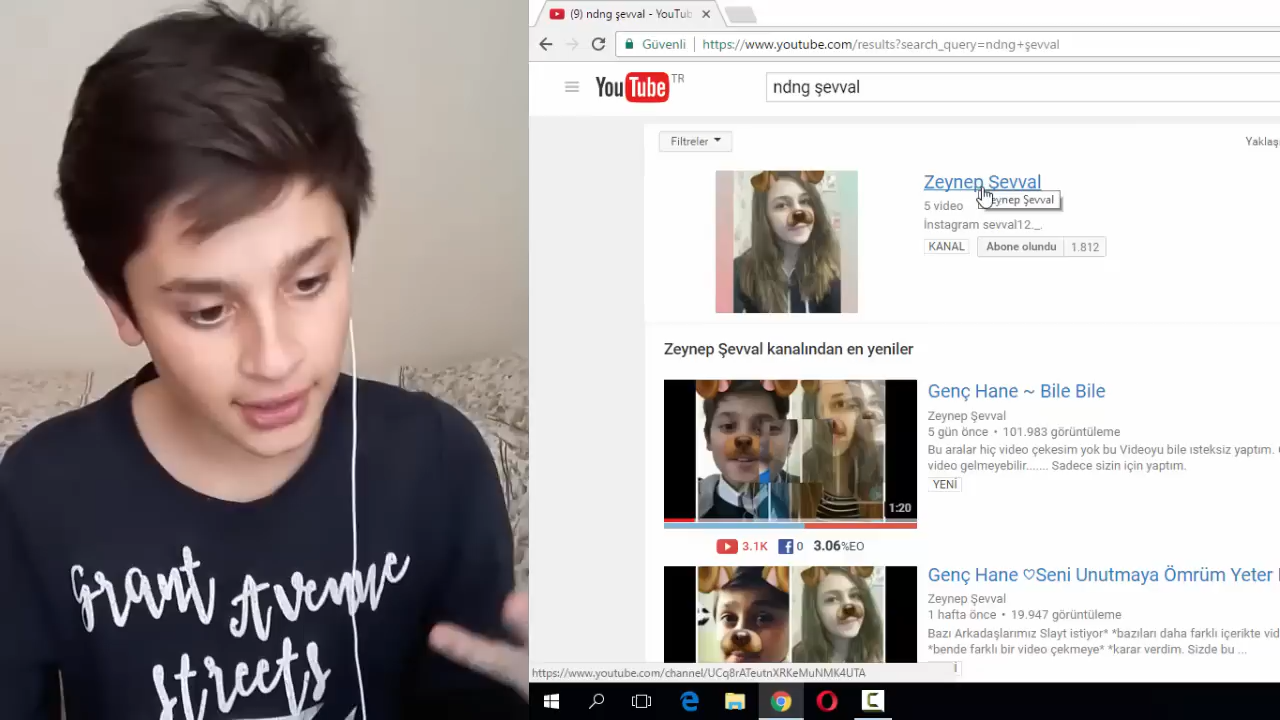 (9) ndng şevval - YouTub
Güvenli
https://www.youtube.com/results?search_query=ndng+şevval
YouTube TR
ndng şevval
Filtreler
Yaklaş
Zeynep Şevval
eynep Şevval
5 video
İnstagram sevval12._.
KANAL
Abone olundu 1.812
Zeynep Şevval kanalından en yeniler
Genç Hane ~ Bile Bile
Zeynep Şevval
5 gün önce • 101.983 görüntüleme
Bu aralar hiç video çekesim yok bu Videoyu bile ısteksiz yaptım.
video gelmeyebilir....... Sadece sizin için yaptım.
YENİ
1:20
3.1K 0 3.06%EO
Genç Hane ♡Seni Unutmaya Ömrüm Yeter
Zeynep Şevval
1 hafta önce • 19.947 görüntüleme
Bazı Arkadaşlarımız Slayt istiyor* *bazıları daha farklı içerikte vid
*bende farklı bir video çekmeye* *karar verdim. Sizde bu ...
https://www.youtube.com/channel/UCq8rATeutnXRKeMuNMK4UTA
Grant Avenue
Streets